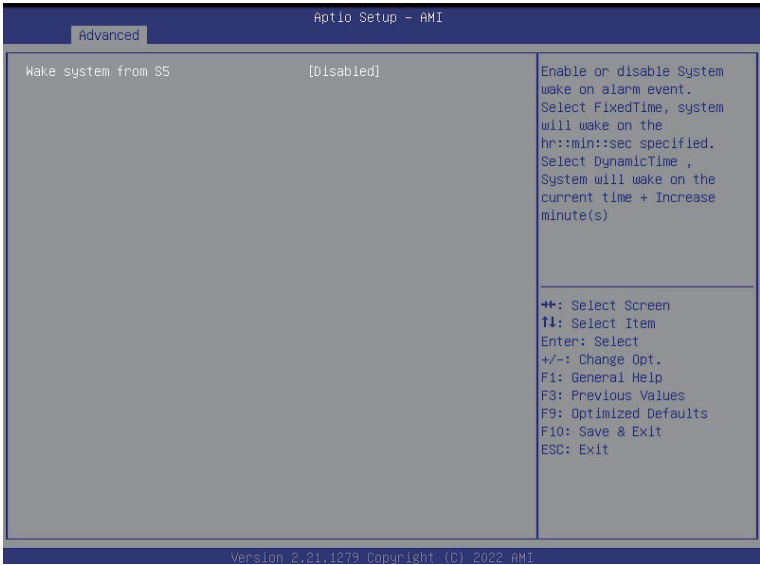 Aptio Setup – AMI
Advanced
Wake system from S5 [Disabled]
Enable or disable System
wake on alarm event.
Select FixedTime, system
will wake on the
hr::min::sec specified.
Select DynamicTime ,
System will wake on the
current time + Increase
minute(s)
→←: Select Screen
↑↓: Select Item
Enter: Select
+/-: Change Opt.
F1: General Help
F3: Previous Values
F9: Optimized Defaults
F10: Save & Exit
ESC: Exit
Version 2.21.1279 Copyright (C) 2022 AMI